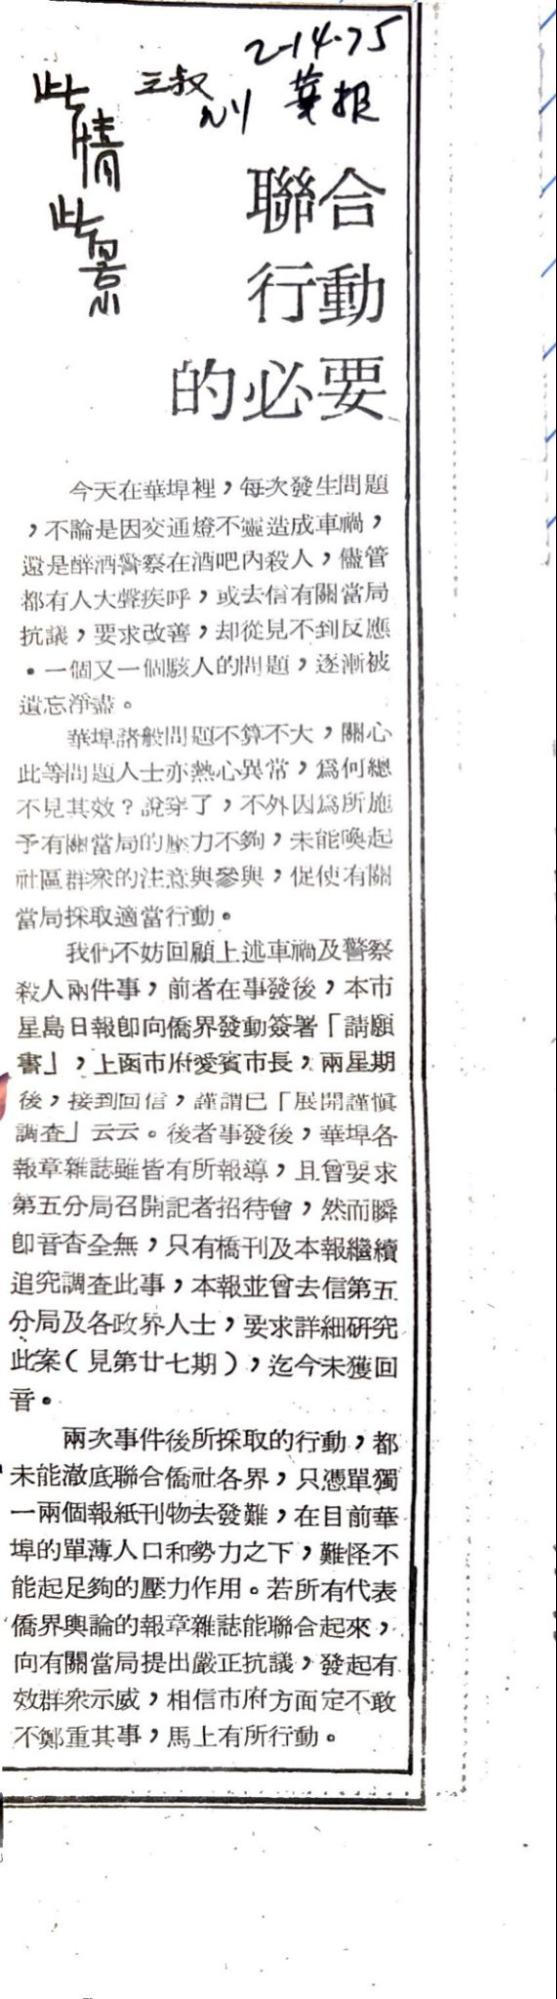 2-14-75
三叔 刊 華報
此情此景
聯合
行動
的必要
今天在華埠裡，每次發生問題
，不論是因交通燈不靈造成車禍，
還是醉酒警察在酒吧內殺人，儘管
都有人大聲疾呼，或去信有關當局
抗議，要求改善，却從見不到反應
。一個又一個駭人的問題，逐漸被
遺忘淨盡。
華埠諸般問題不算不大，關心
此等問題人士亦熱心異常，爲何總
不見其效？說穿了，不外因爲所施
予有關當局的壓力不夠，未能喚起
社區群衆的注意與參與，促使有關
當局採取適當行動。
我們不妨回顧上述車禍及警察
殺人兩件事，前者在事發後，本市
星島日報即向僑界發動簽署「請願
書」，上函市府愛賓市長，兩星期
後，接到回信，謹謂已「展開謹愼
調查」云云。後者事發後，華埠各
報章雜誌雖皆有所報導，且曾要求
第五分局召開記者招待會，然而瞬
即音杳全無，只有橋刊及本報繼續
追究調查此事，本報並曾去信第五
分局及各政界人士，要求詳細研究
此案（見第廿七期），迄今未獲回
音。
兩次事件後所採取的行動，都
未能澈底聯合僑社各界，只憑單獨
一兩個報紙刊物去發難，在目前華
埠的單薄人口和勢力之下，難怪不
能起足夠的壓力作用。若所有代表
僑界輿論的報章雜誌能聯合起來，
向有關當局提出嚴正抗議，發起有
效群衆示威，相信市府方面定不敢
不鄭重其事，馬上有所行動。